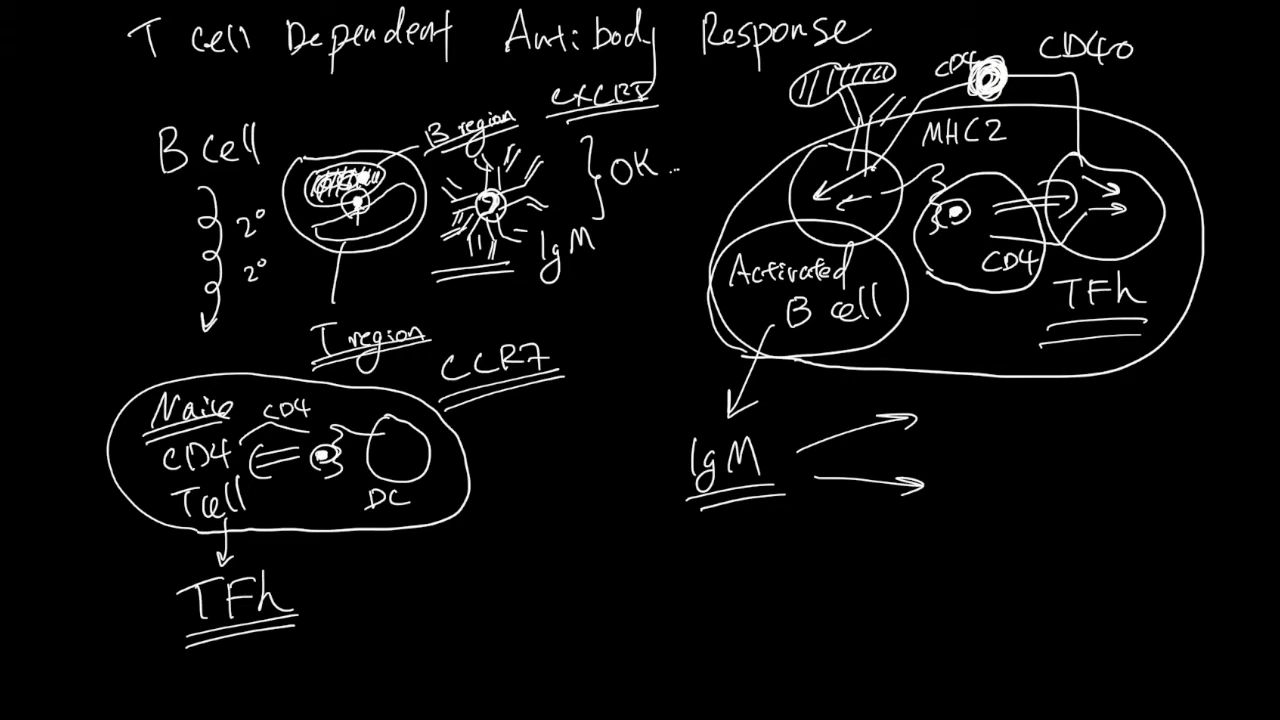 T cell Dependent Antibody Response
B cell
2°
2°
B region
CXCR5
OK...
IgM
T region
CCR7
Naive
CD4
T cell
CD4
DC
TFh
CD4
CD40
MHC2
CD4
TFh
Activated
B cell
IgM